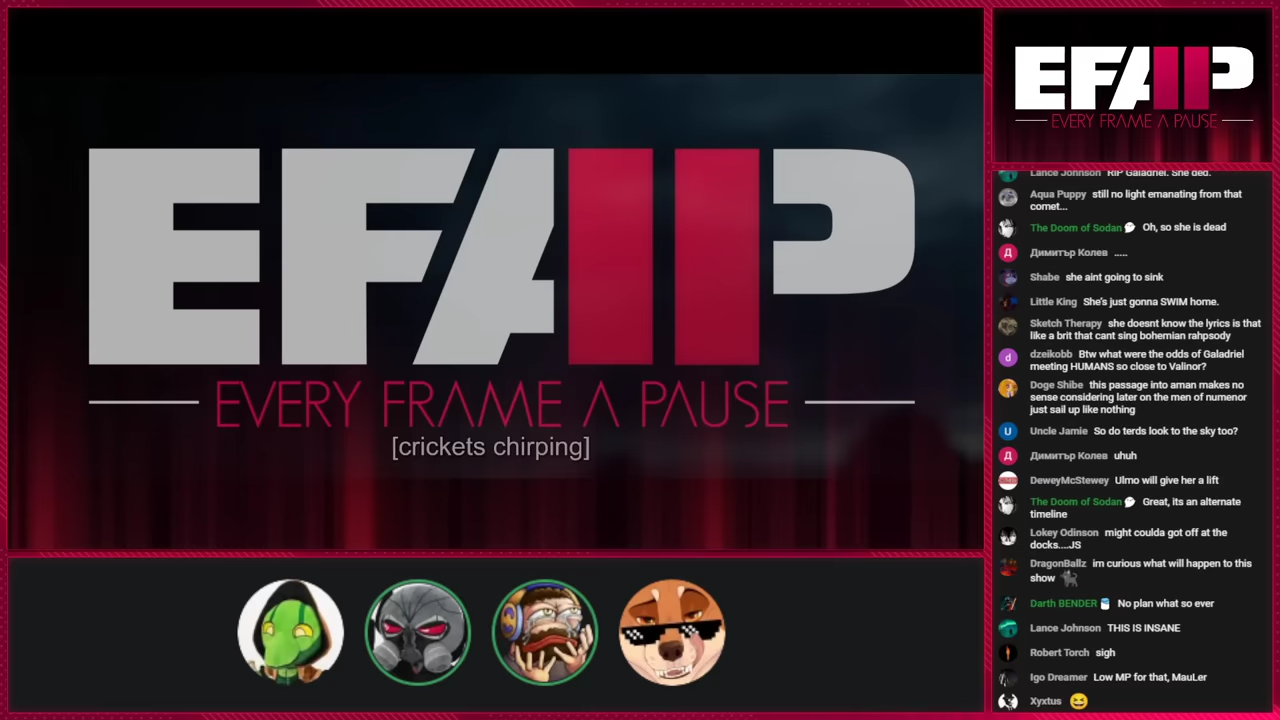 EFAP
EVERY FRAME A PAUSE
[crickets chirping]
EFAP
EVERY FRAME A PAUSE
Lance Johnson RIP Galadriel. She ded.
Aqua Puppy still no light emanating from that
comet...
The Doom of Sodan Oh, so she is dead
Димитър Колев .....
Shabe she aint going to sink
Little King She's just gonna SWIM home.
Sketch Therapy she doesnt know the lyrics is that
like a brit that cant sing bohemian rahpsody
dzeikobb Btw what were the odds of Galadriel
meeting HUMANS so close to Valinor?
Doge Shibe this passage into aman makes no
sense considering later on the men of numenor
just sail up like nothing
Uncle Jamie So do terds look to the sky too?
Димитър Колев uhuh
DeweyMcStewey Ulmo will give her a lift
The Doom of Sodan Great, its an alternate
timeline
Lokey Odinson might coulda got off at the
docks....JS
DragonBallz im curious what will happen to this
show
Darth BENDER No plan what so ever
Lance Johnson THIS IS INSANE
Robert Torch sigh
Igo Dreamer Low MP for that, MauLer
Xyxtus